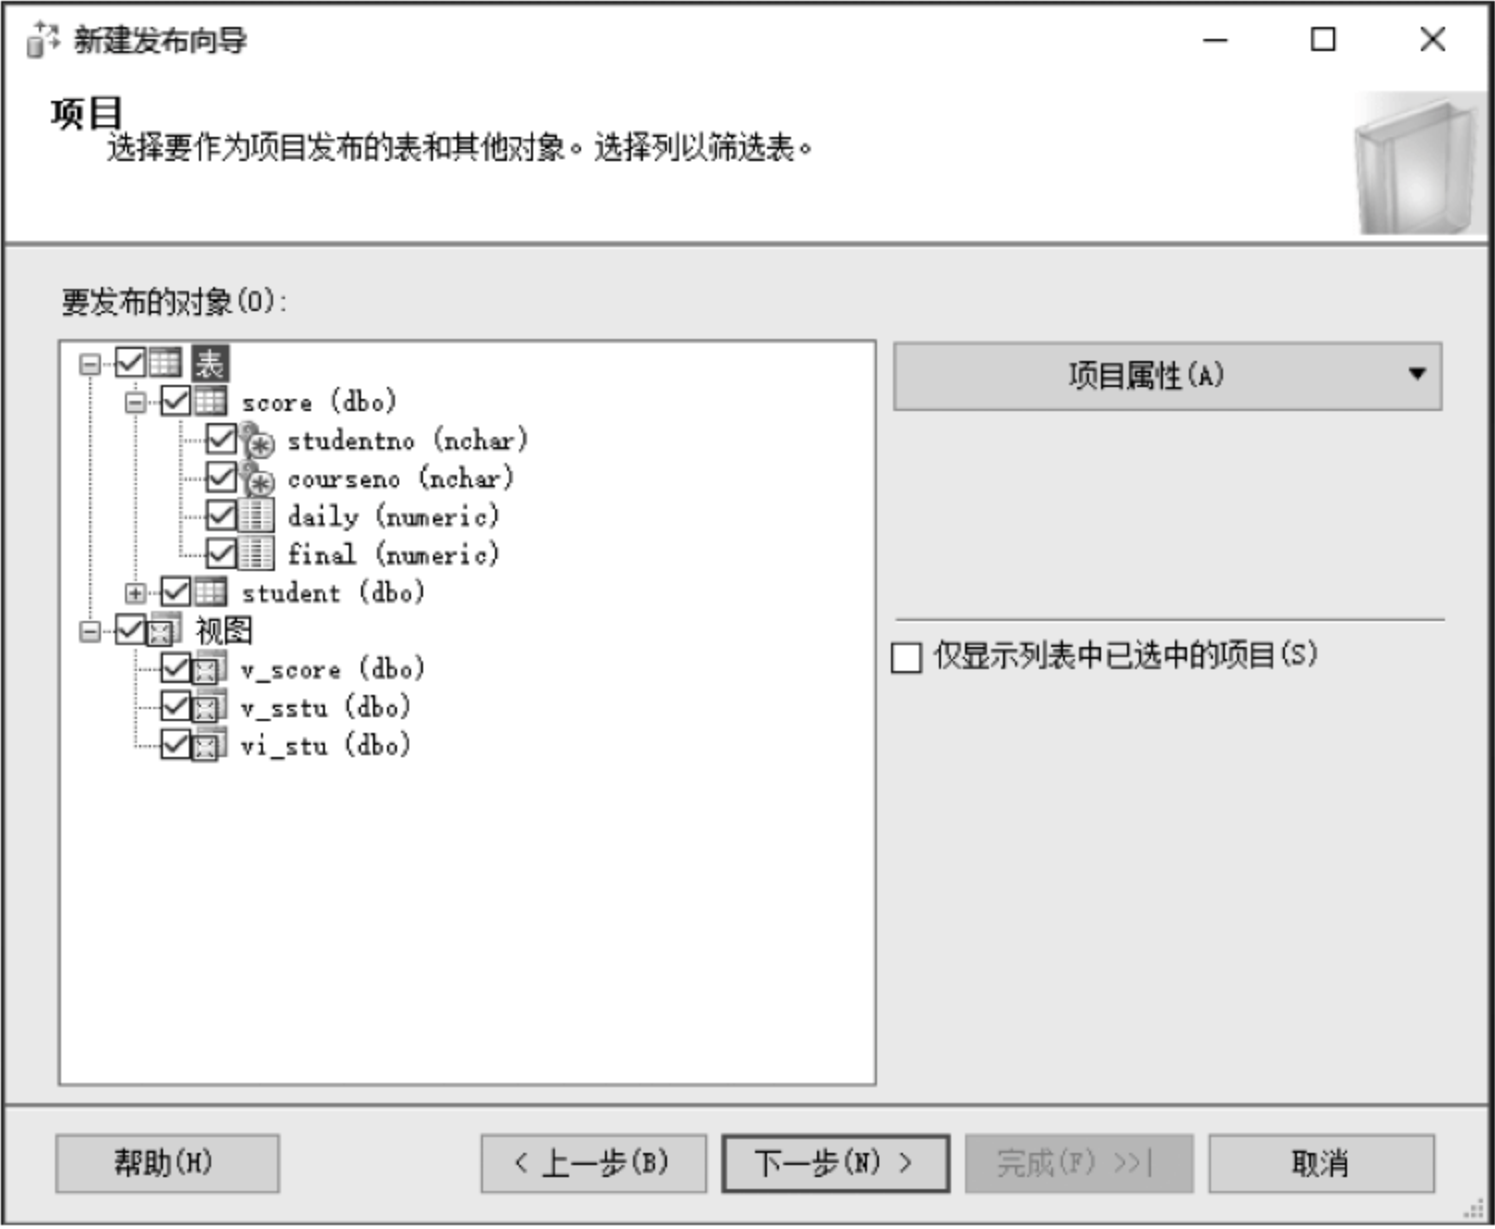 新建发布向导
项目
选择要作为项目发布的表和其他对象。选择列以筛选表。
要发布的对象(O):
表
score (dbo)
studentno (nchar)
courseno (nchar)
daily (numeric)
final (numeric)
student (dbo)
视图
v_score (dbo)
v_sstu (dbo)
vi_stu (dbo)
项目属性(A)
仅显示列表中已选中的项目(S)
帮助(H)
< 上一步(B)
下一步(N) >
完成(F) >>|
取消